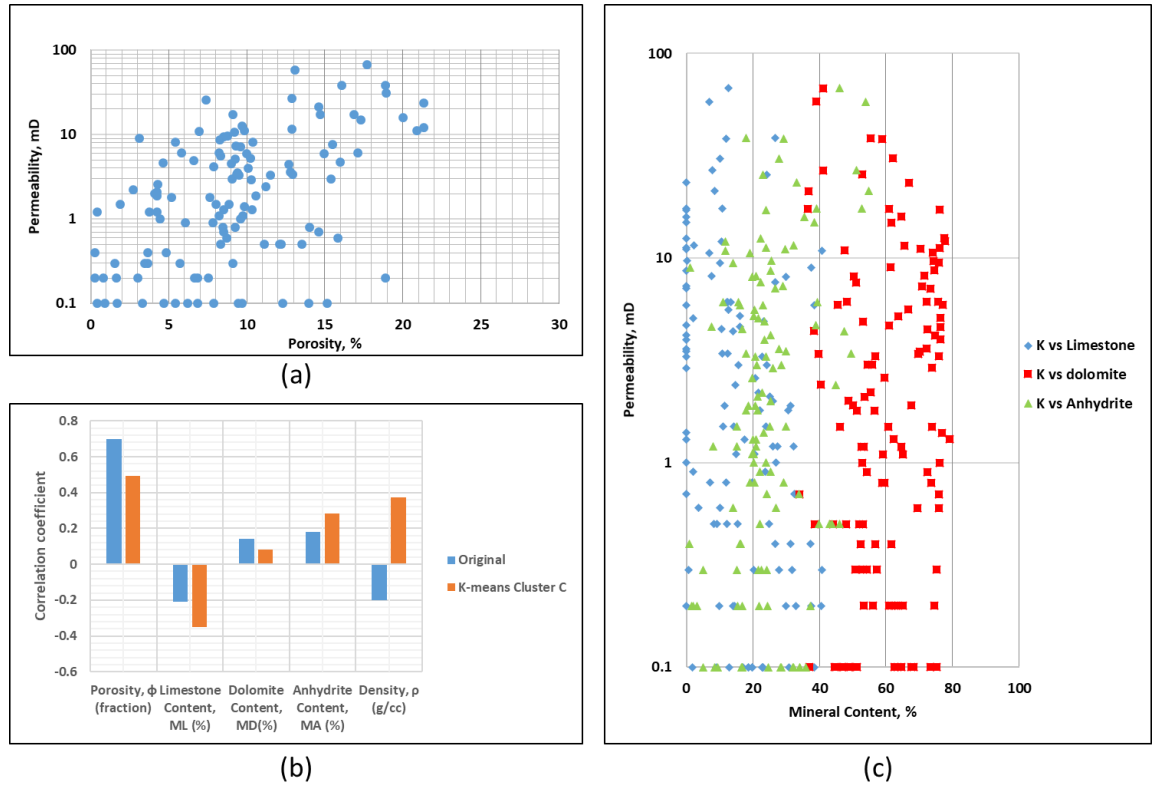 100
10
1
0.1
Permeability, mD
0 5 10 15 20 25 30
Porosity, %
(a)
0.8
0.6
0.4
0.2
0
-0.2
-0.4
-0.6
Correlation coefficient
Porosity, ϕ
(fraction)
Limestone
Content,
ML (%)
Dolomite
Content,
MD(%)
Anhydrite
Content,
MA (%)
Density, ρ
(g/cc)
Original
K-means Cluster C
(b)
100
10
1
0.1
Permeability, mD
0 20 40 60 80 100
Mineral Content, %
K vs Limestone
K vs dolomite
K vs Anhydrite
(c)